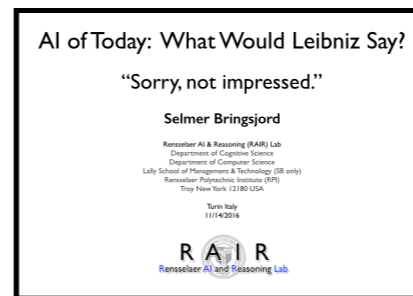 AI of Today: What Would Leibniz Say?
“Sorry, not impressed.”
Selmer Bringsjord
Rensselaer AI & Reasoning (RAIR) Lab
Department of Cognitive Science
Department of Computer Science
Lally School of Management & Technology (SB only)
Rensselaer Polytechnic Institute (RPI)
Troy New York 12180 USA
Turin Italy
11/14/2016
R A I R
Rensselaer AI and Reasoning Lab